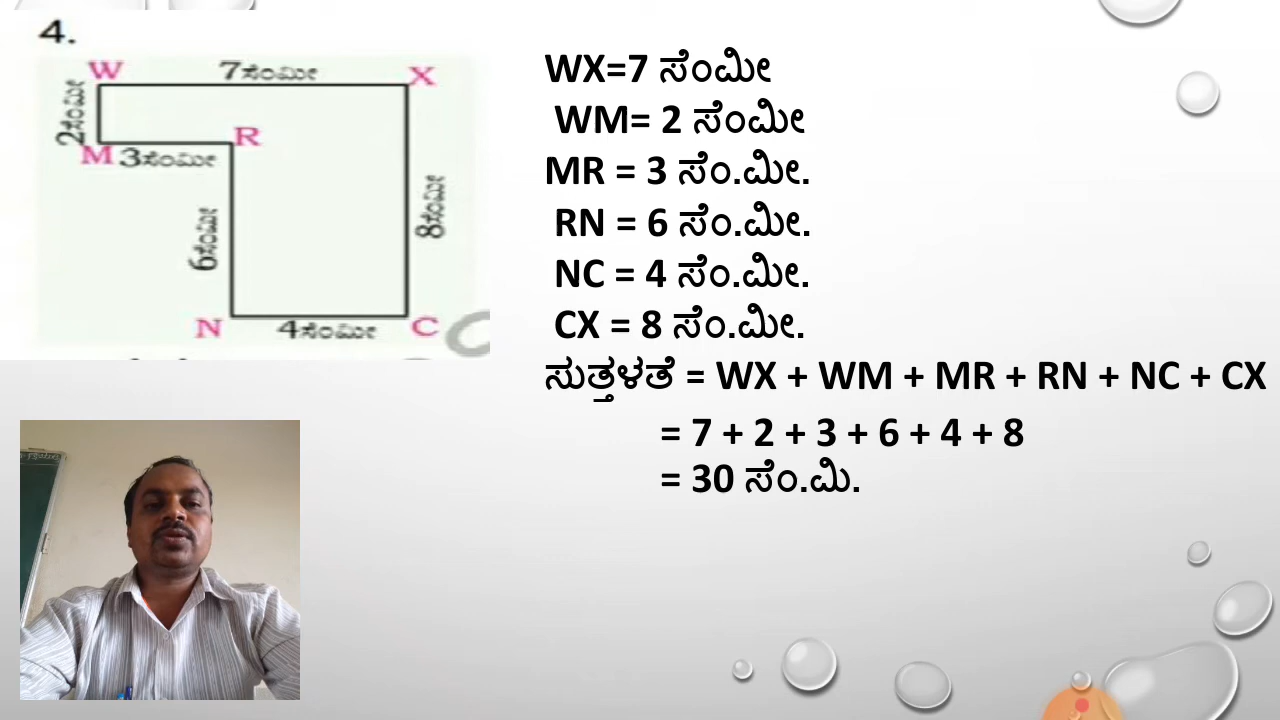 4.
W 7ಸೆಂಮೀ X
2ಸೆಂಮೀ
M 3ಸೆಂಮೀ R
6ಸೆಂಮೀ
8ಸೆಂಮೀ
N 4ಸೆಂಮೀ C
WX=7 ಸೆಂಮೀ
WM= 2 ಸೆಂಮೀ
MR = 3 ಸೆಂ.ಮೀ.
RN = 6 ಸೆಂ.ಮೀ.
NC = 4 ಸೆಂ.ಮೀ.
CX = 8 ಸೆಂ.ಮೀ.
ಸುತ್ತಳತೆ = WX + WM + MR + RN + NC + CX
= 7 + 2 + 3 + 6 + 4 + 8
= 30 ಸೆಂ.ಮಿ.